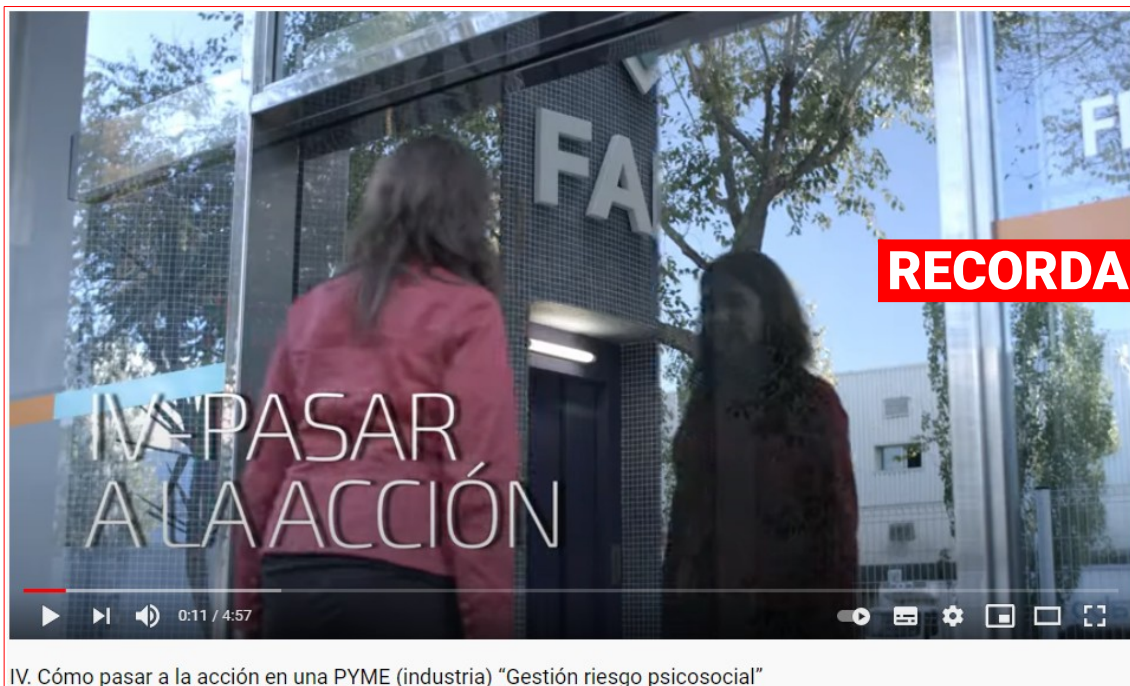 FA
F
RECORDA
IV- PASAR
A LA ACCIÓN
0:11 / 4:57
IV. Cómo pasar a la acción en una PYME (industria) “Gestión riesgo psicosocial”